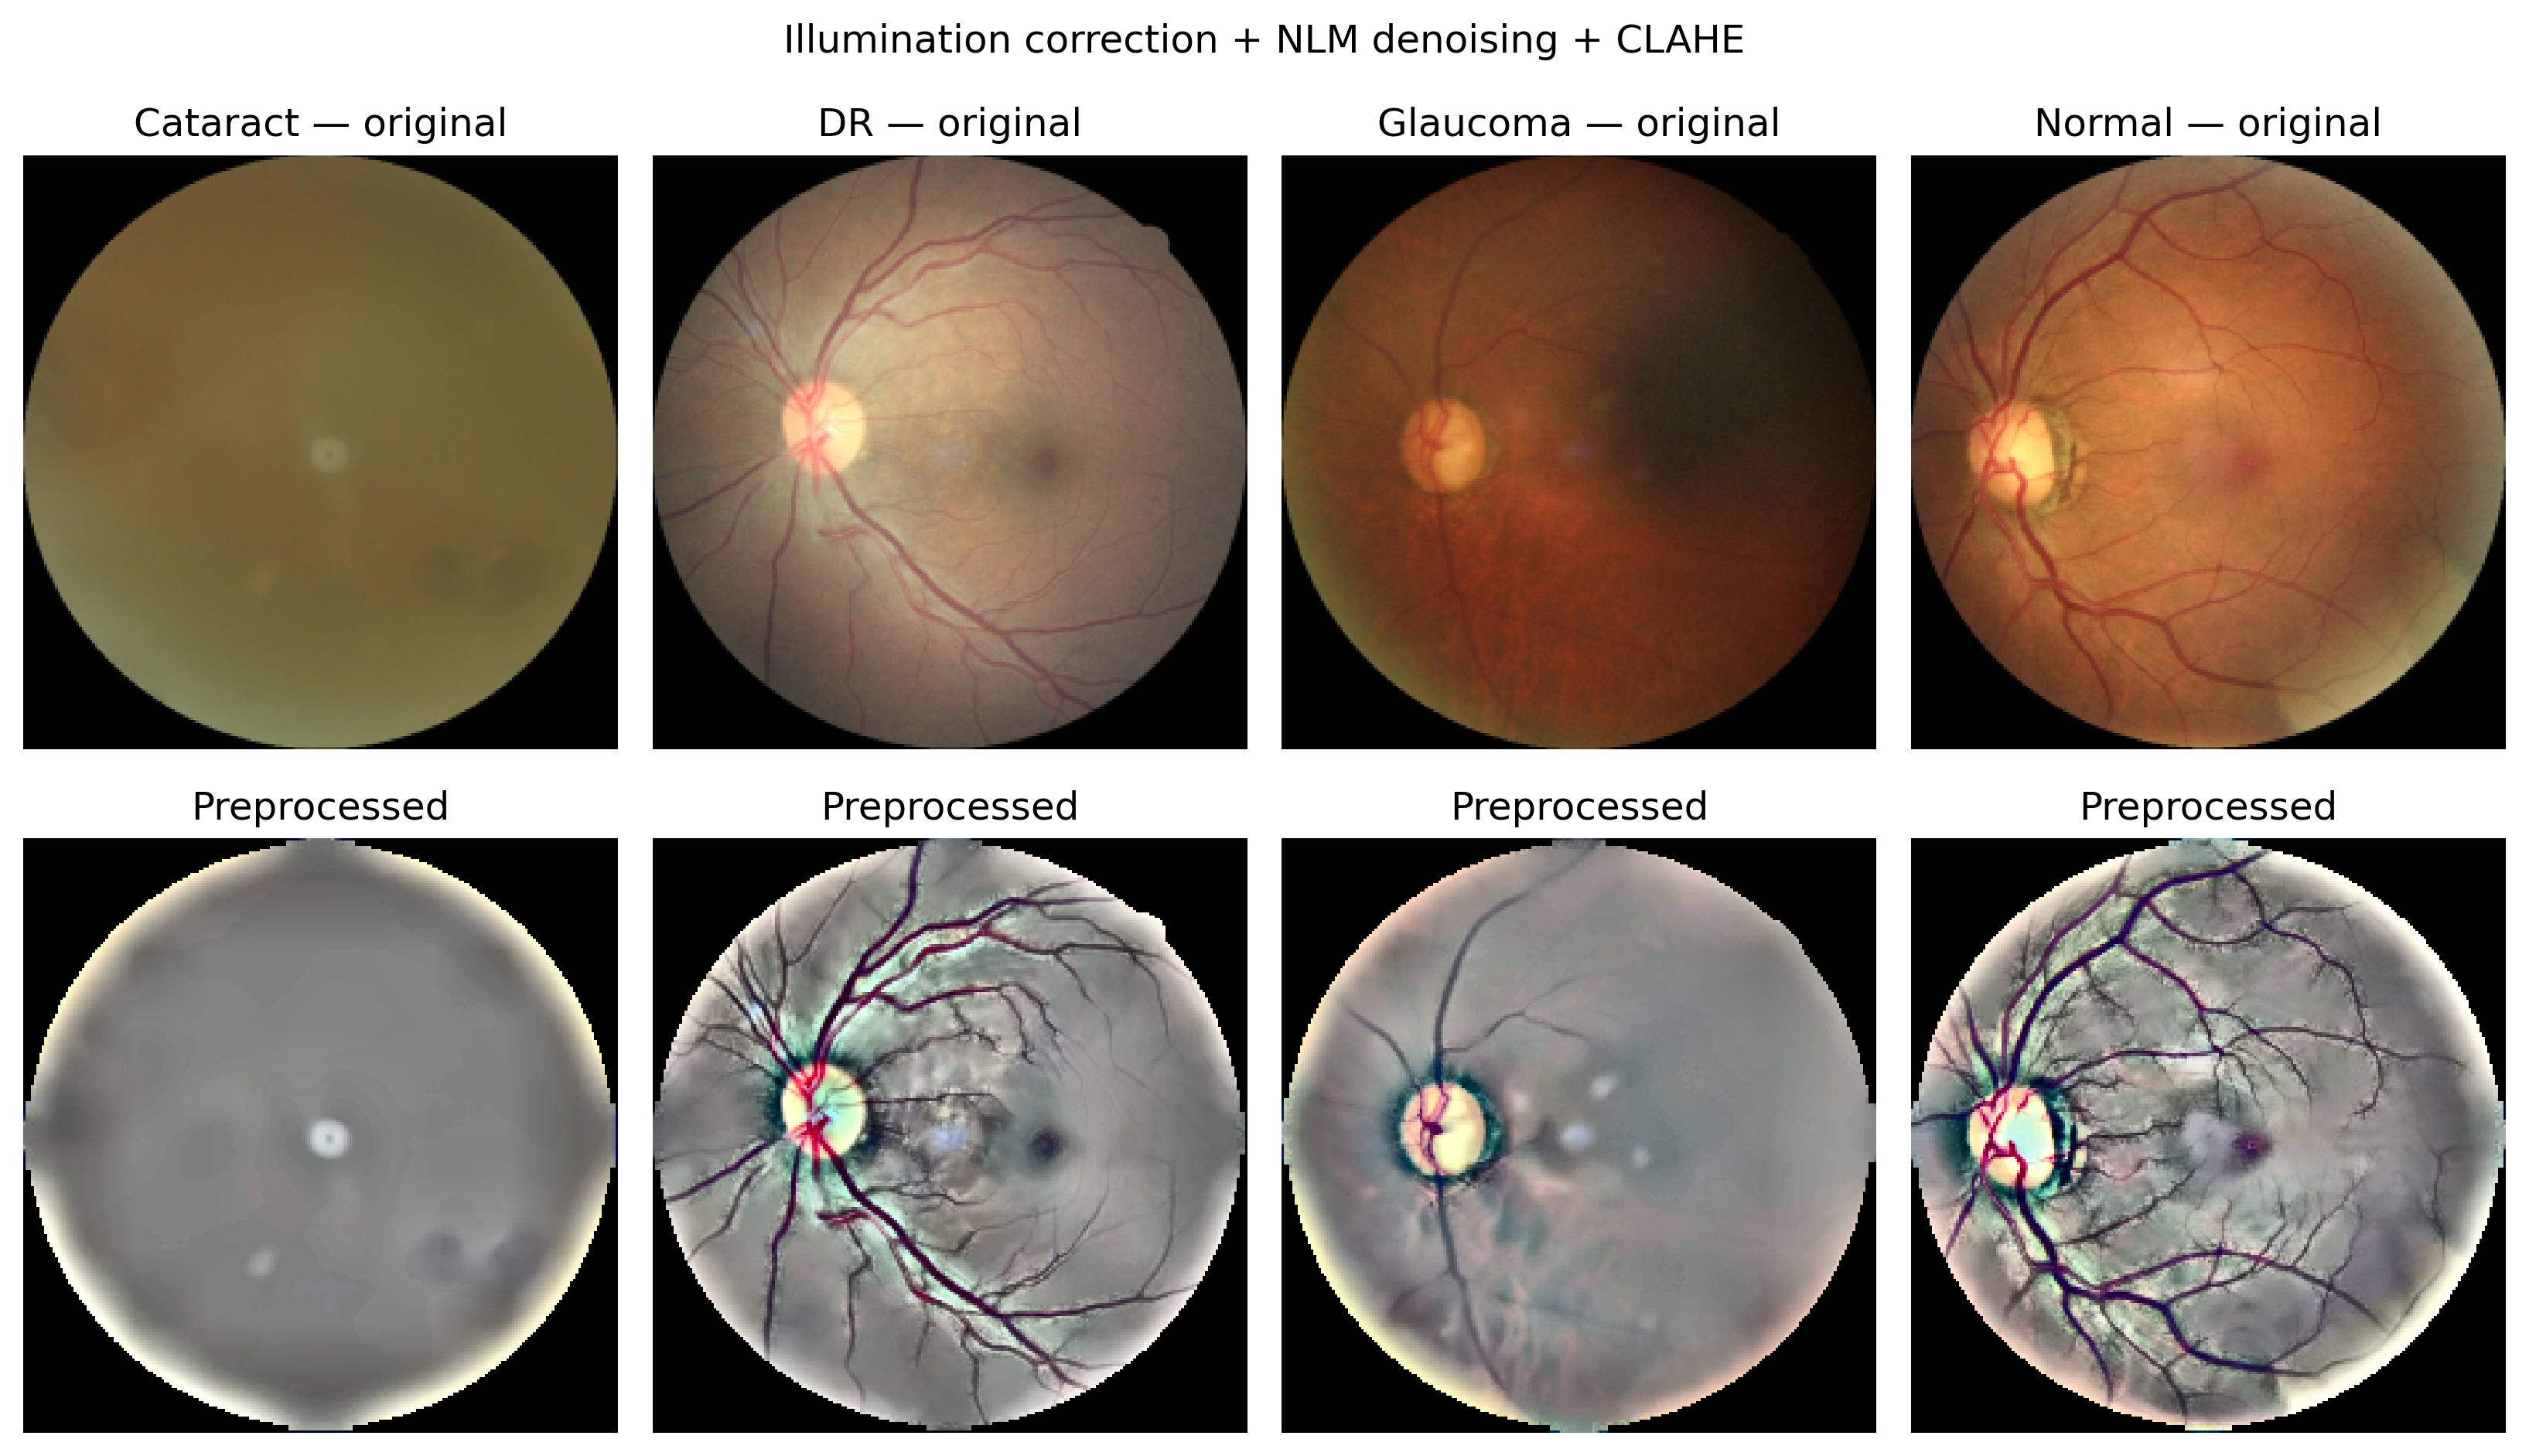 Illumination correction + NLM denoising + CLAHE
Cataract — original
DR — original
Glaucoma — original
Normal — original
Preprocessed
Preprocessed
Preprocessed
Preprocessed